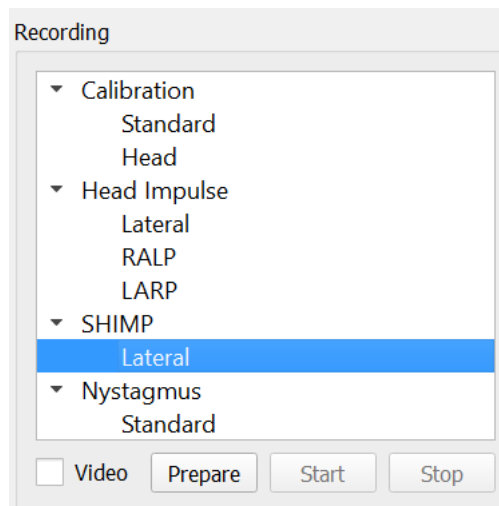 Recording
Calibration
Standard
Head
Head Impulse
Lateral
RALP
LARP
SHIMP
Lateral
Nystagmus
Standard
Video Prepare Start Stop